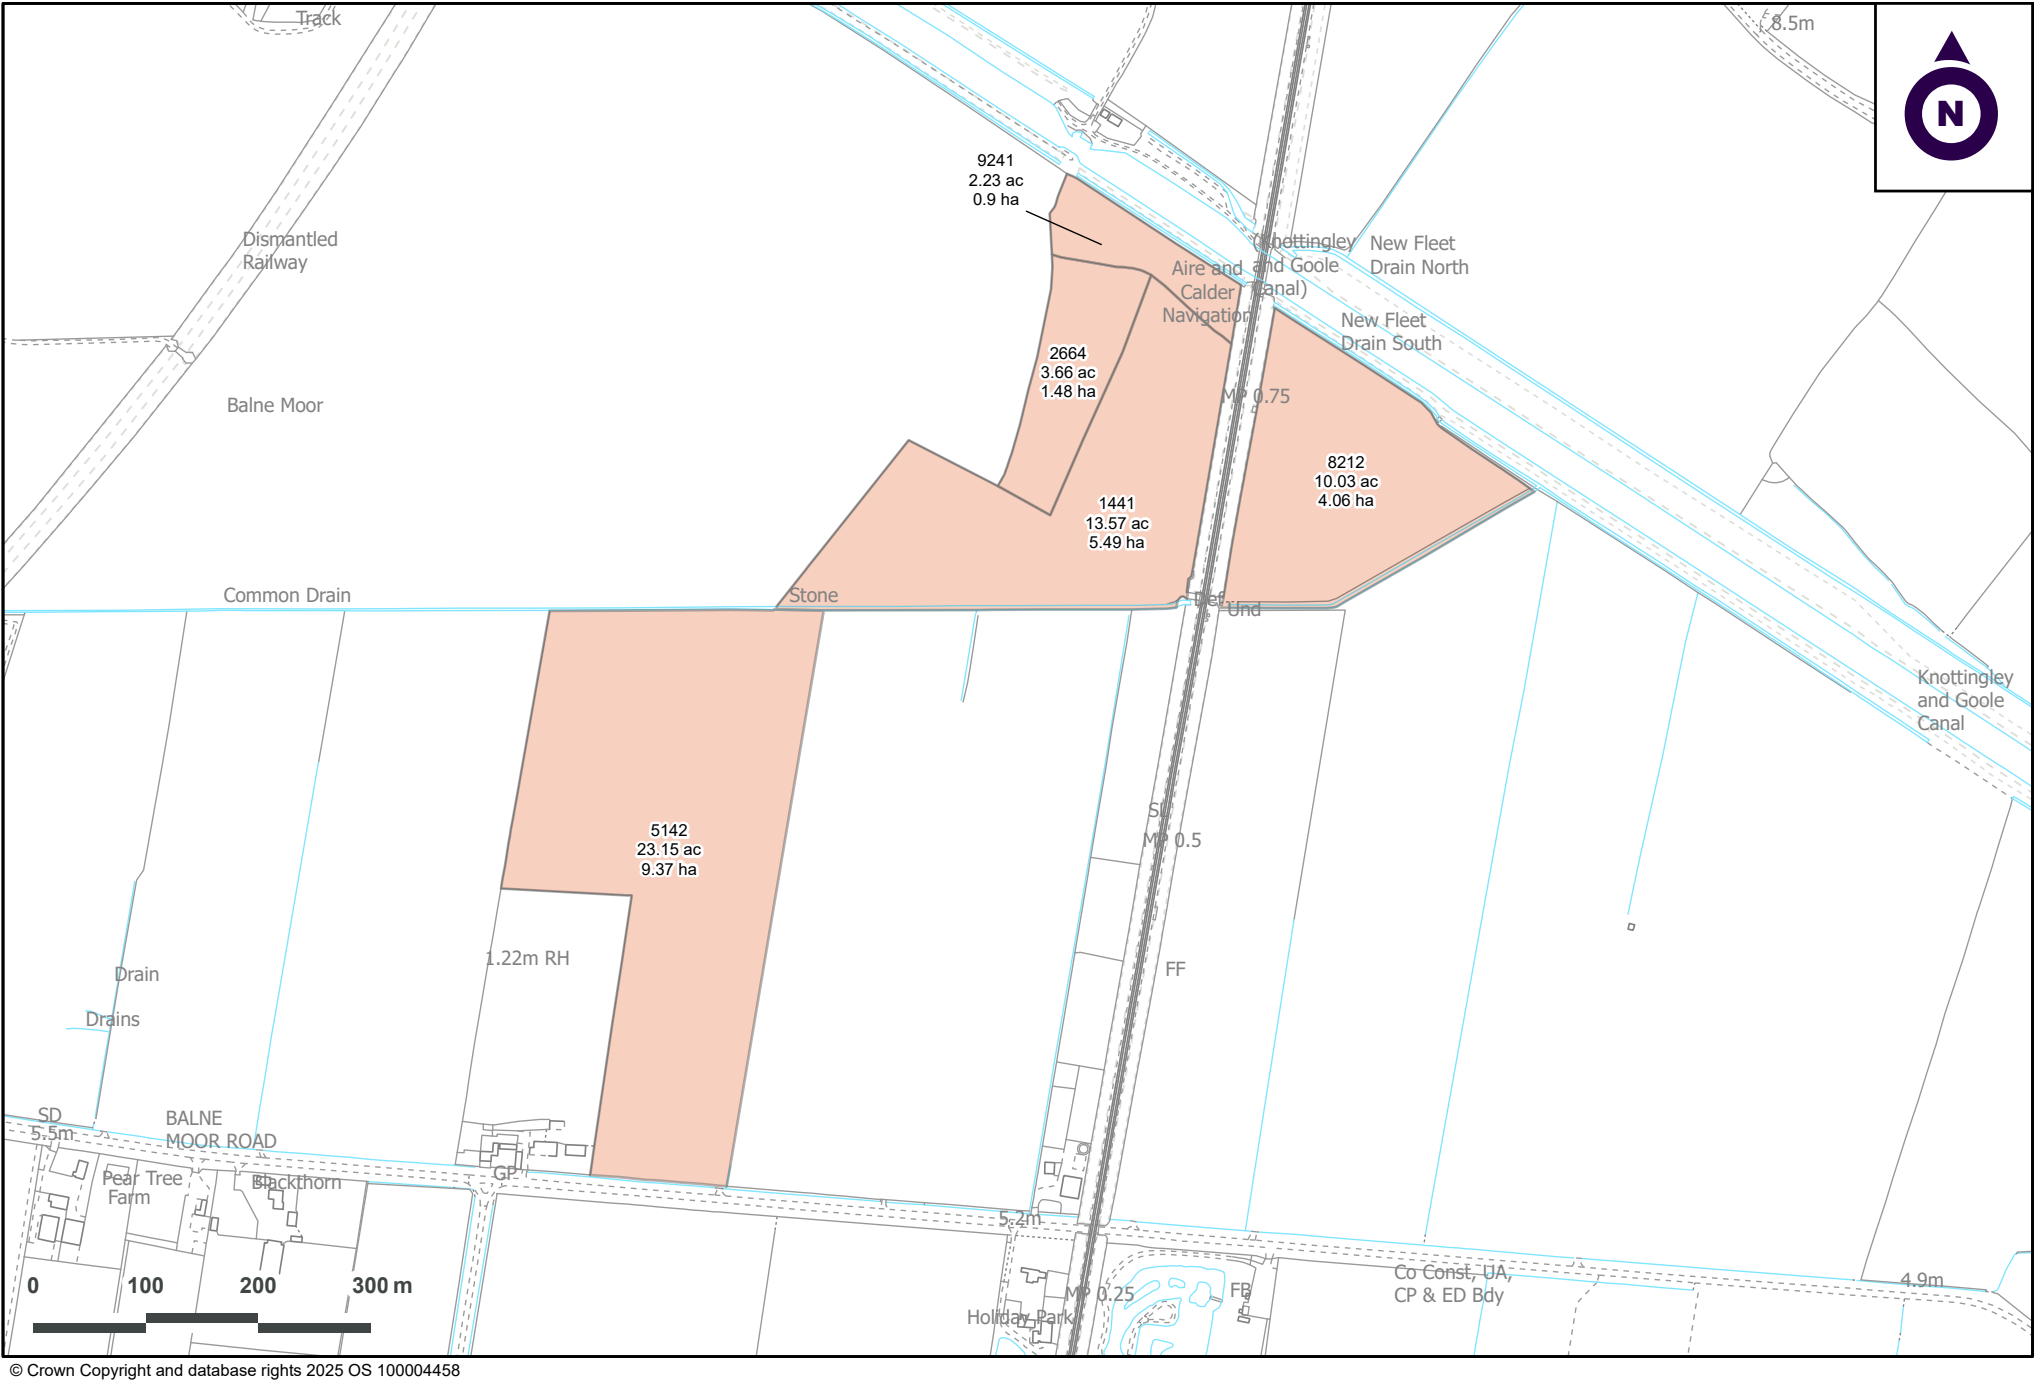 Track
8.5m
N
9241
2.23 ac
0.9 ha
Dismantled
Railway
(Knottingley
and Goole
Canal)
New Fleet
Drain North
Aire and
Calder
Navigation
New Fleet
Drain South
2664
3.66 ac
1.48 ha
MP 0.75
Balne Moor
8212
10.03 ac
4.06 ha
1441
13.57 ac
5.49 ha
Common Drain
Stone
Def
Und
Knottingley
and Goole
Canal
5142
23.15 ac
9.37 ha
SL
MP 0.5
1.22m RH
FF
Drain
Drains
SD
5.5m
BALNE
MOOR ROAD
Pear Tree
Farm
Blackthorn
GP
5.2m
Co Const, UA,
CP & ED Bdy
4.9m
FB
MP 0.25
Holiday Park
0 100 200 300 m
© Crown Copyright and database rights 2025 OS 100004458